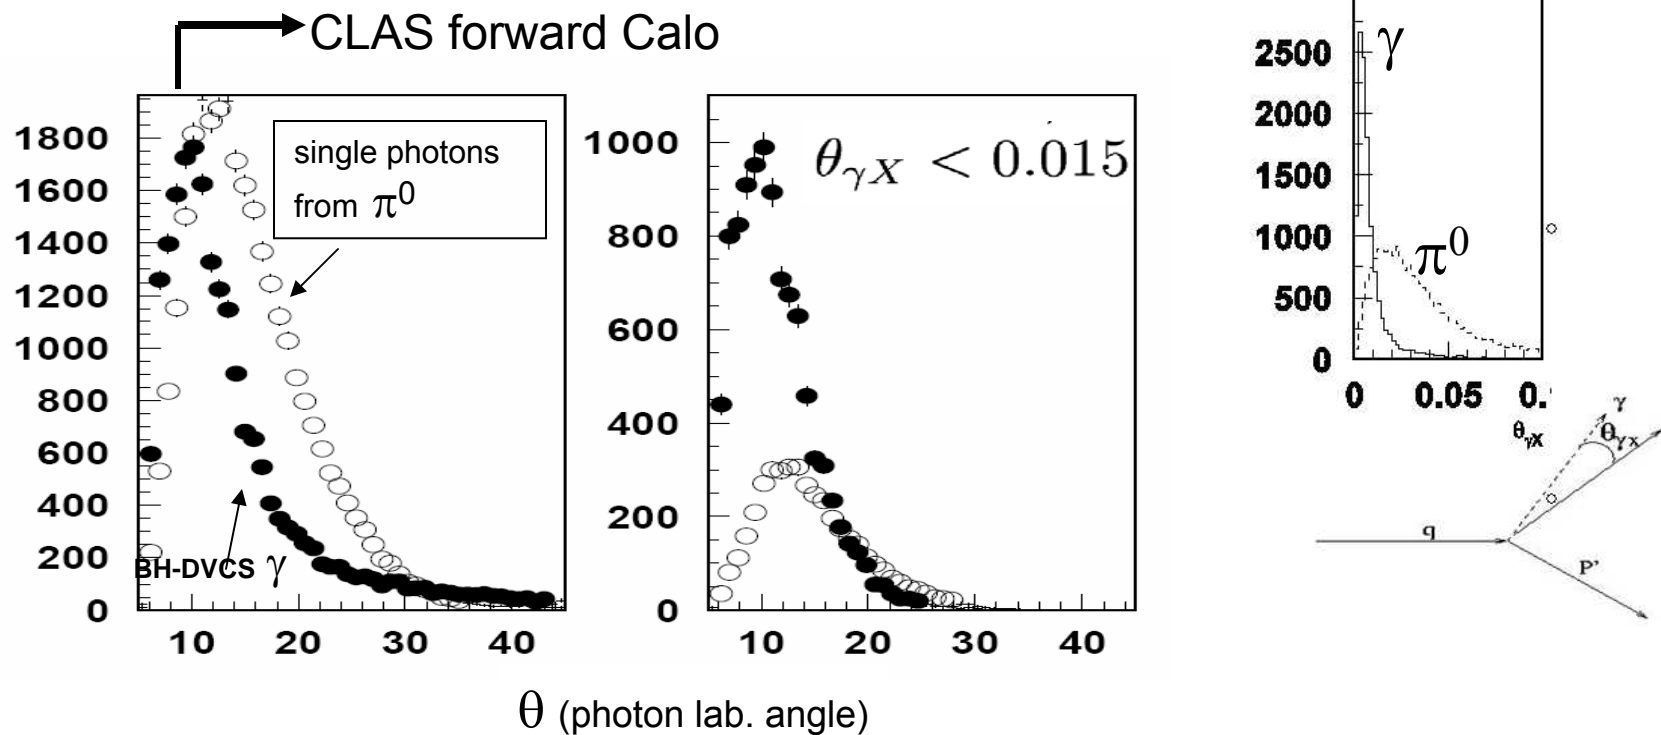 CLAS forward Calo
1800
1600
1400
1200
1000
800
600
400
200
0
10 20 30 40
single photons
from π⁰
BH-DVCS γ
1000
800
600
400
200
0
10 20 30 40
θγX < 0.015
θ (photon lab. angle)
2500
2000
1500
1000
500
0
0 0.05 0.
γ
π⁰
θγX
γ
θγx
q
P'